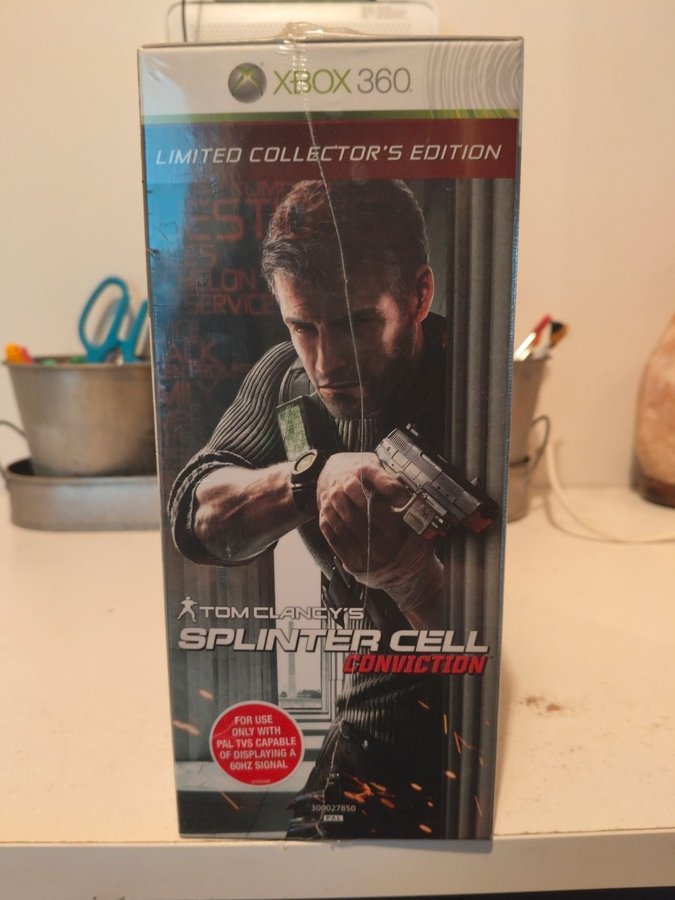 XBOX 360
LIMITED COLLECTOR'S EDITION
TOM CLANCY'S
SPLINTER CELL
CONVICTION
FOR USE
ONLY WITH
PAL TVS CAPABLE
OF DISPLAYING A
60HZ SIGNAL
300027850
PAL